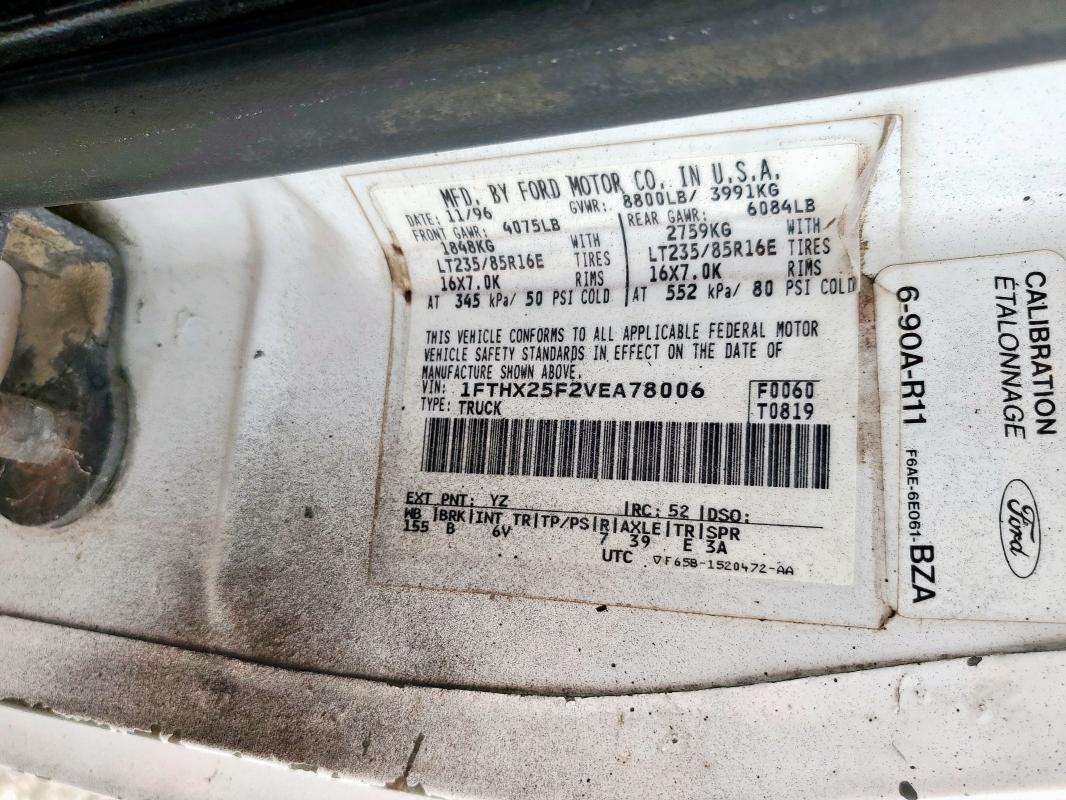 MFD. BY FORD MOTOR CO. IN U.S.A.
DATE: 11/96 GVWR: 8800LB/ 3991KG
FRONT GAWR: 4075LB REAR GAWR: 6084LB
1848KG WITH 2759KG WITH
LT235/85R16E TIRES LT235/85R16E TIRES
16X7.0K RIMS 16X7.0K RIMS
AT 345 kPa/ 50 PSI COLD AT 552 kPa/ 80 PSI COLD
THIS VEHICLE CONFORMS TO ALL APPLICABLE FEDERAL MOTOR
VEHICLE SAFETY STANDARDS IN EFFECT ON THE DATE OF
MANUFACTURE SHOWN ABOVE.
VIN: 1FTHX25F2VEA78006 F0060
TYPE: TRUCK T0819
EXT PNT: YZ RC: 52 DSO:
WB BRK INT TR TP/PS R AXLE TR SPR
155 B 6V 7 39 E 3A
UTC ▽F65B-1520472-AA
CALIBRATION
ÉTALONNAGE
6-90A-R11
F6AE-6E061-BZA
Ford